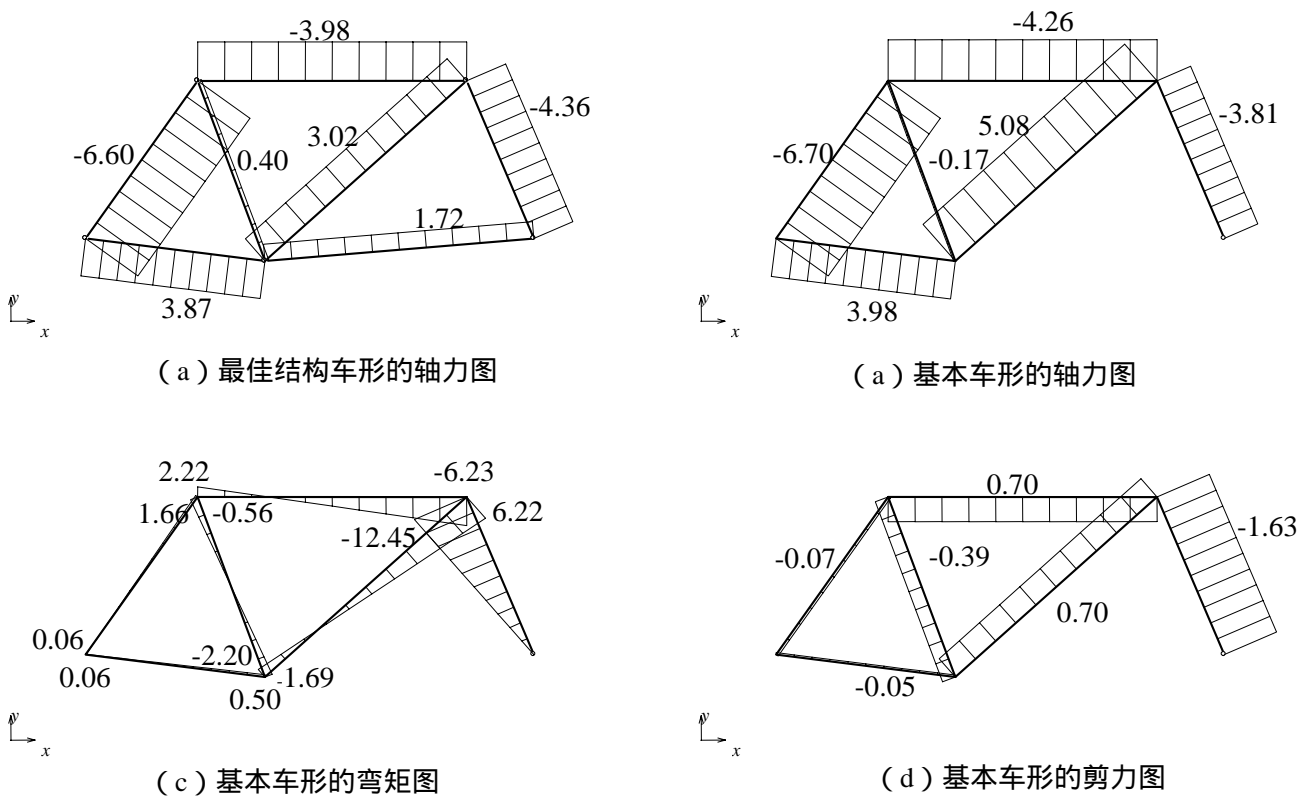 -3.98
-4.36
-6.60
3.02
0.40
1.72
3.87
y
x
（a）最佳结构车形的轴力图
-4.26
-3.81
-6.70
5.08
-0.17
3.98
y
x
（a）基本车形的轴力图
2.22
-6.23
1.66
-0.56
6.22
-12.45
0.06
0.06
-2.20
-1.69
0.50
y
x
（c）基本车形的弯矩图
0.70
-1.63
-0.07
-0.39
0.70
-0.05
y
x
（d）基本车形的剪力图